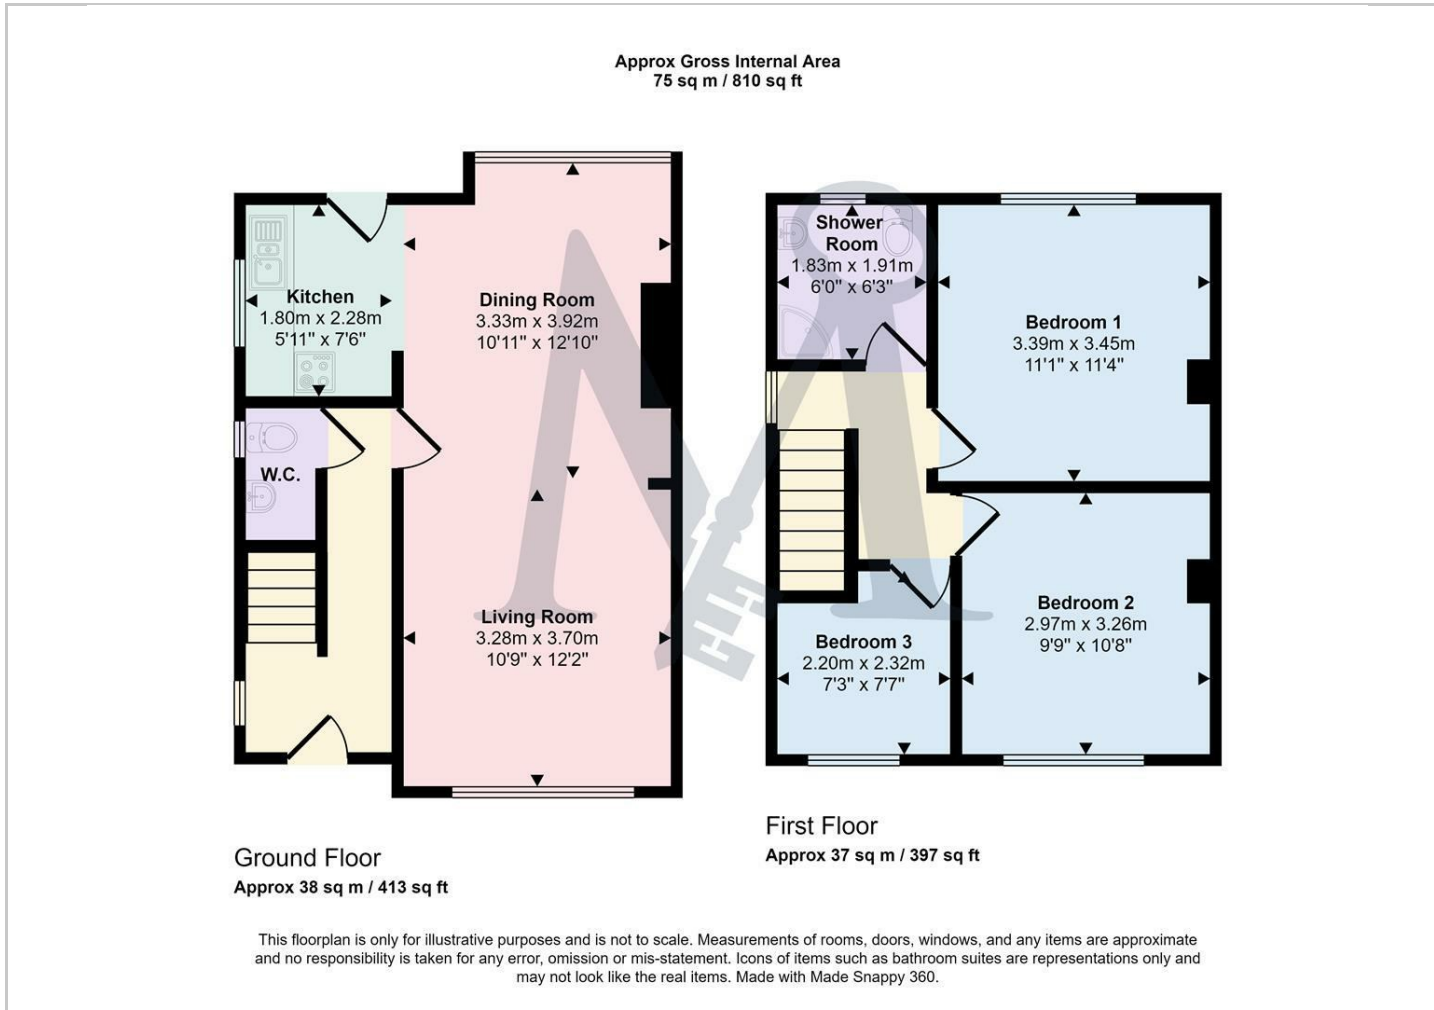 Approx Gross Internal Area
75 sq m / 810 sq ft
Kitchen
1.80m x 2.28m
5'11" x 7'6"
Dining Room
3.33m x 3.92m
10'11" x 12'10"
W.C.
Living Room
3.28m x 3.70m
10'9" x 12'2"
Ground Floor
Approx 38 sq m / 413 sq ft
Shower
Room
1.83m x 1.91m
6'0" x 6'3"
Bedroom 1
3.39m x 3.45m
11'1" x 11'4"
Bedroom 2
2.97m x 3.26m
9'9" x 10'8"
Bedroom 3
2.20m x 2.32m
7'3" x 7'7"
First Floor
Approx 37 sq m / 397 sq ft
This floorplan is only for illustrative purposes and is not to scale. Measurements of rooms, doors, windows, and any items are approximate
and no responsibility is taken for any error, omission or mis-statement. Icons of items such as bathroom suites are representations only and
may not look like the real items. Made with Made Snappy 360.